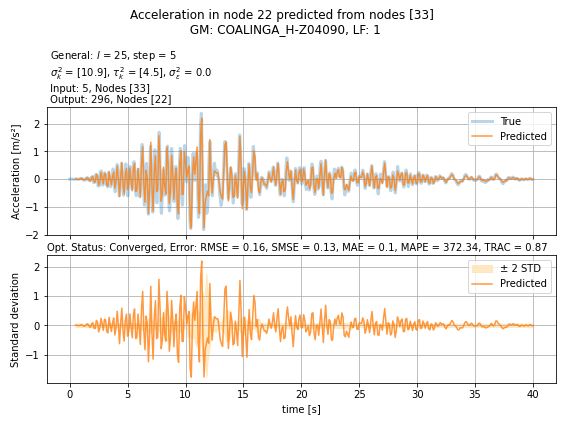 Acceleration in node 22 predicted from nodes [33]
GM: COALINGA_H-Z04090, LF: 1
General: l = 25, step = 5
σ²ₖ = [10.9], τ²ₖ = [4.5], σ²ε = 0.0
Input: 5, Nodes [33]
Output: 296, Nodes [22]
Acceleration [m/s²]
2
1
0
−1
−2
True
Predicted
Opt. Status: Converged, Error: RMSE = 0.16, SMSE = 0.13, MAE = 0.1, MAPE = 372.34, TRAC = 0.87
Standard deviation
2
1
0
−1
± 2 STD
Predicted
0 5 10 15 20 25 30 35 40
time [s]